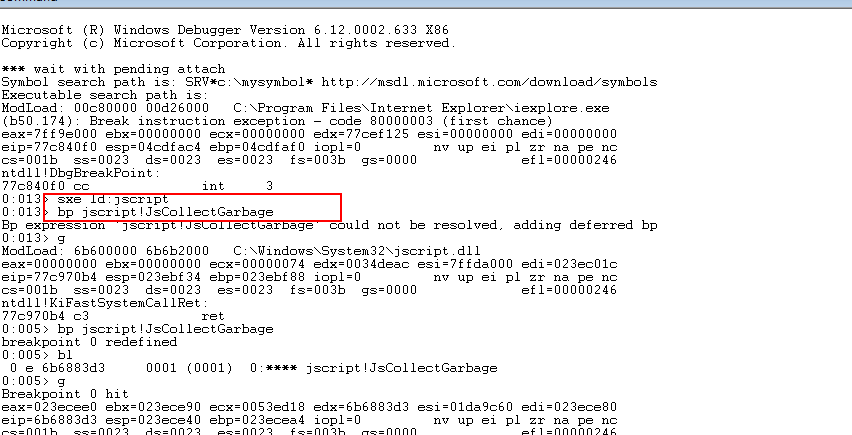 Microsoft (R) Windows Debugger Version 6.12.0002.633 X86
Copyright (c) Microsoft Corporation. All rights reserved.
*** wait with pending attach
Symbol search path is: SRV*c:\mysymbol* http://msdl.microsoft.com/download/symbols
Executable search path is:
ModLoad: 00c80000 00d26000   C:\Program Files\Internet Explorer\iexplore.exe
(b50.174): Break instruction exception - code 80000003 (first chance)
eax=7ff9e000 ebx=00000000 ecx=00000000 edx=77cef125 esi=00000000 edi=00000000
eip=77c840f0 esp=04cdfac4 ebp=04cdfaf0 iopl=0         nv up ei pl zr na pe nc
cs=001b  ss=0023  ds=0023  es=0023  fs=003b  gs=0000             efl=00000246
ntdll!DbgBreakPoint:
77c840f0 cc              int     3
0:013> sxe ld:jscript
0:013> bp jscript!JsCollectGarbage
Bp expression 'jscript!JsCollectGarbage' could not be resolved, adding deferred bp
0:013> g
ModLoad: 6b600000 6b6b2000   C:\Windows\System32\jscript.dll
eax=00000000 ebx=00000000 ecx=00000074 edx=0034deac esi=7ffda000 edi=023ec01c
eip=77c970b4 esp=023ebf34 ebp=023ebf88 iopl=0         nv up ei pl zr na pe nc
cs=001b  ss=0023  ds=0023  es=0023  fs=003b  gs=0000             efl=00000246
ntdll!KiFastSystemCallRet:
77c970b4 c3              ret
0:005> bp jscript!JsCollectGarbage
breakpoint 0 redefined
0:005> bl
 0 e 6b6883d3     0001 (0001)  0:**** jscript!JsCollectGarbage
0:005> g
Breakpoint 0 hit
eax=023ecee0 ebx=023ece90 ecx=0053ed18 edx=6b6883d3 esi=01da9c60 edi=023ece80
eip=6b6883d3 esp=023ece40 ebp=023ecea4 iopl=0         nv up ei pl zr na pe nc
cs=001b  ss=0023  ds=0023  es=0023  fs=003b  gs=0000             efl=00000246